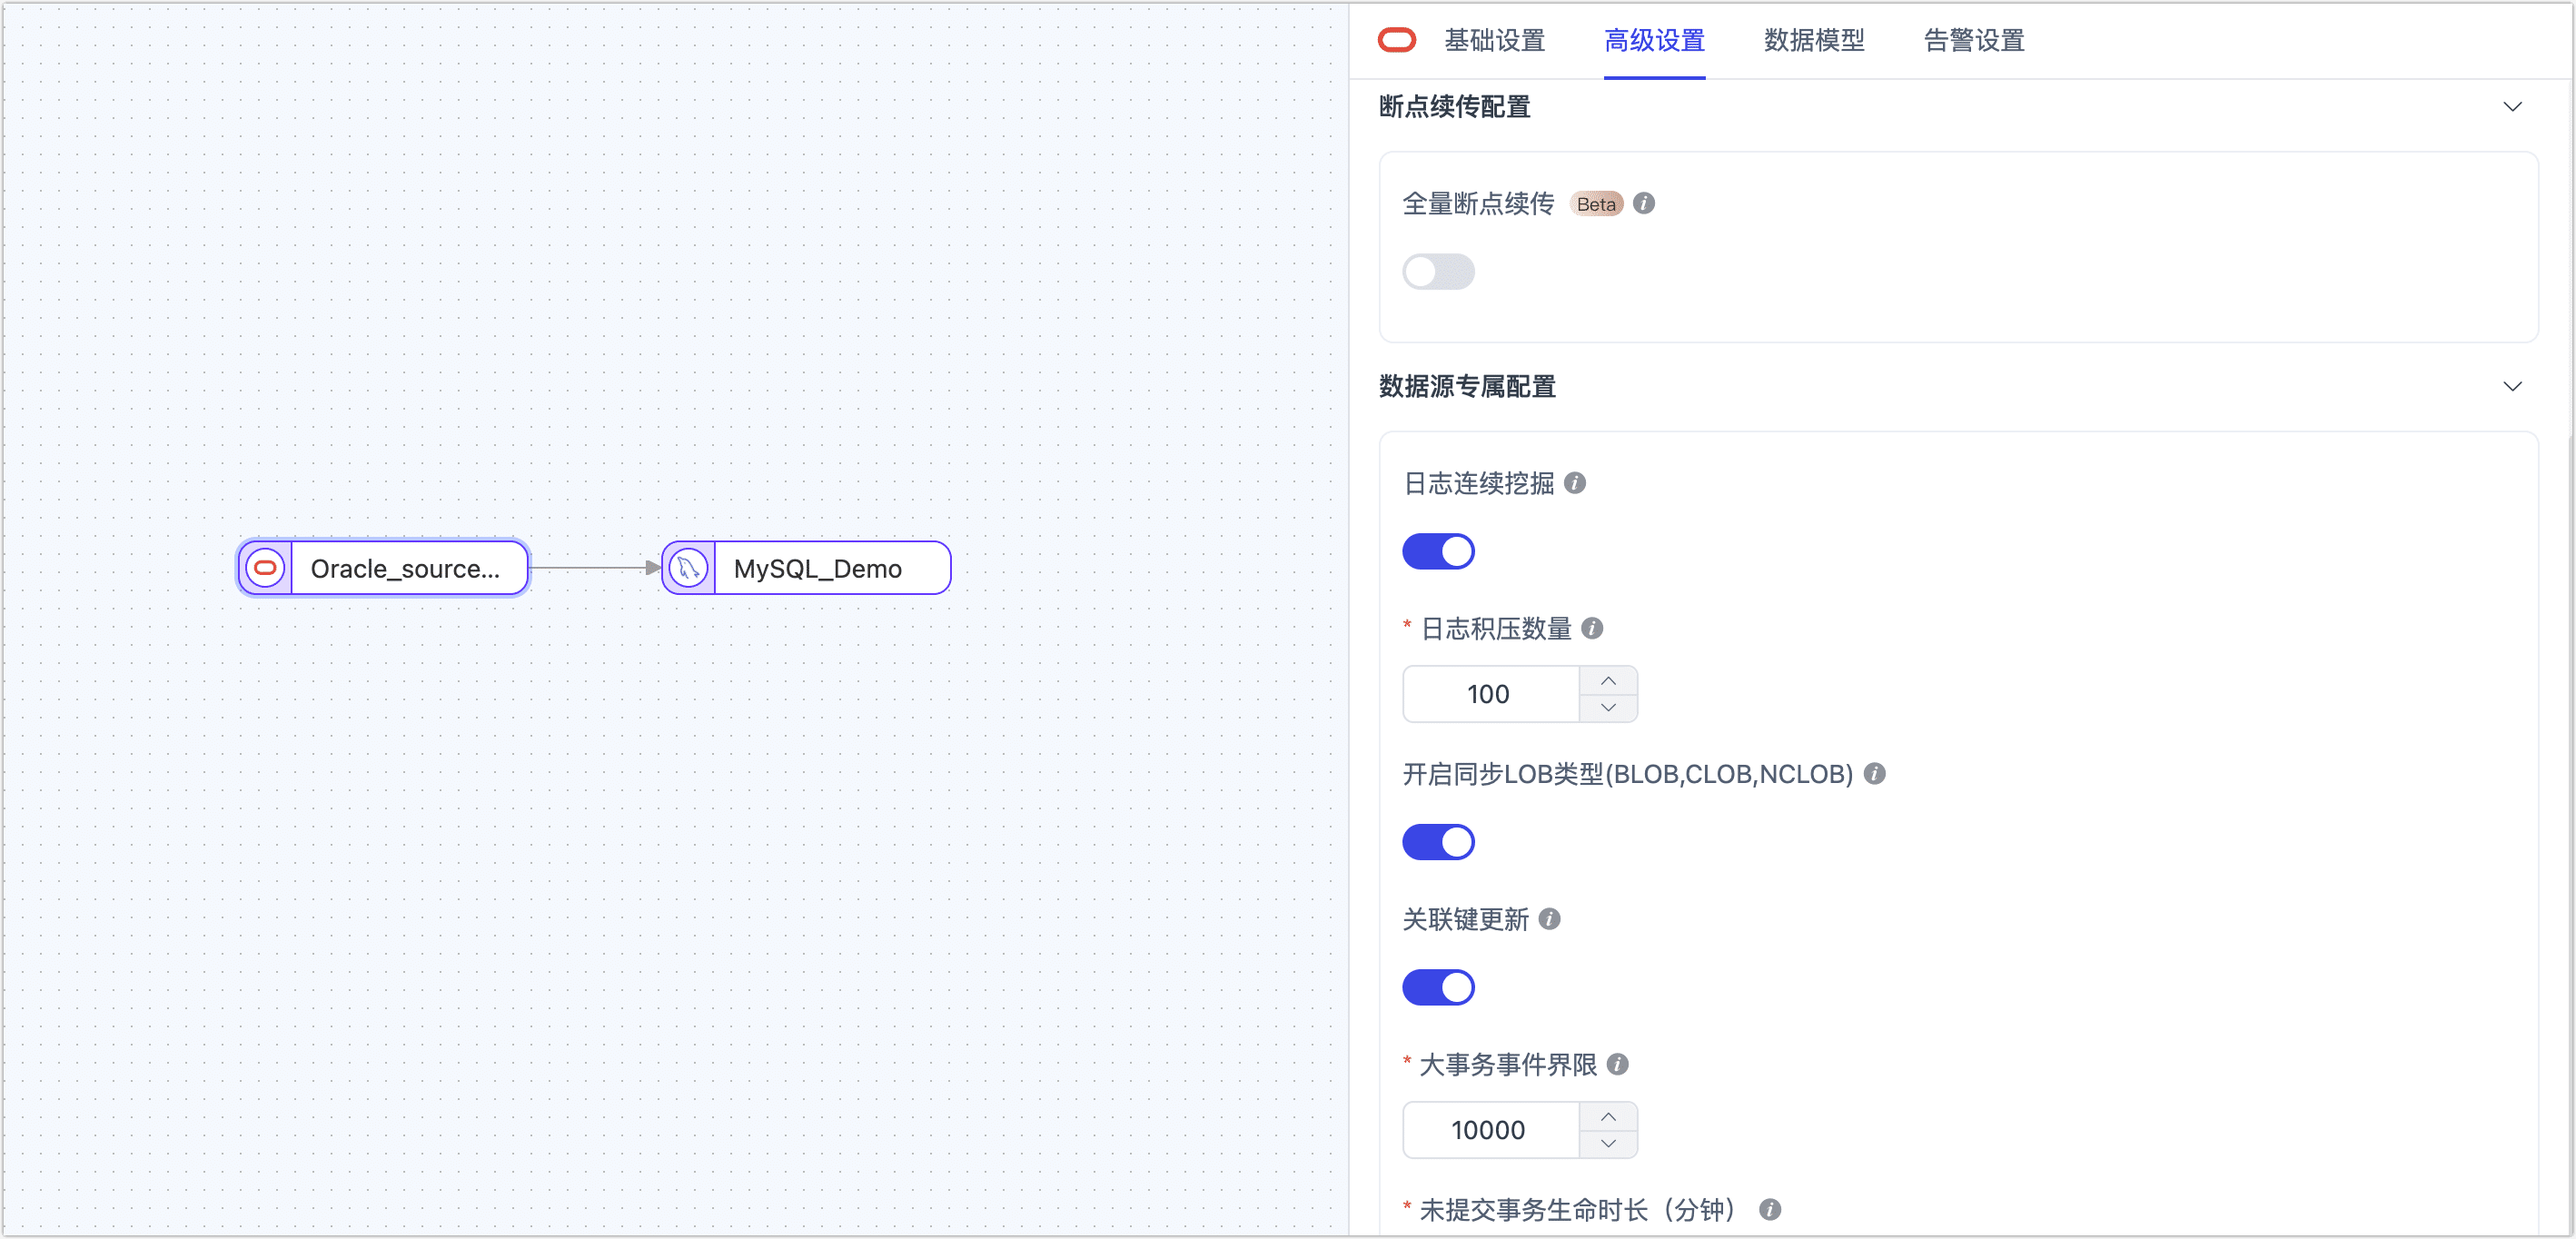 基础设置 高级设置 数据模型 告警设置
断点续传配置
全量断点续传 Beta
数据源专属配置
日志连续挖掘
* 日志积压数量
100
开启同步LOB类型(BLOB,CLOB,NCLOB)
关联键更新
* 大事务事件界限
10000
* 未提交事务生命时长（分钟）
Oracle_source...
MySQL_Demo